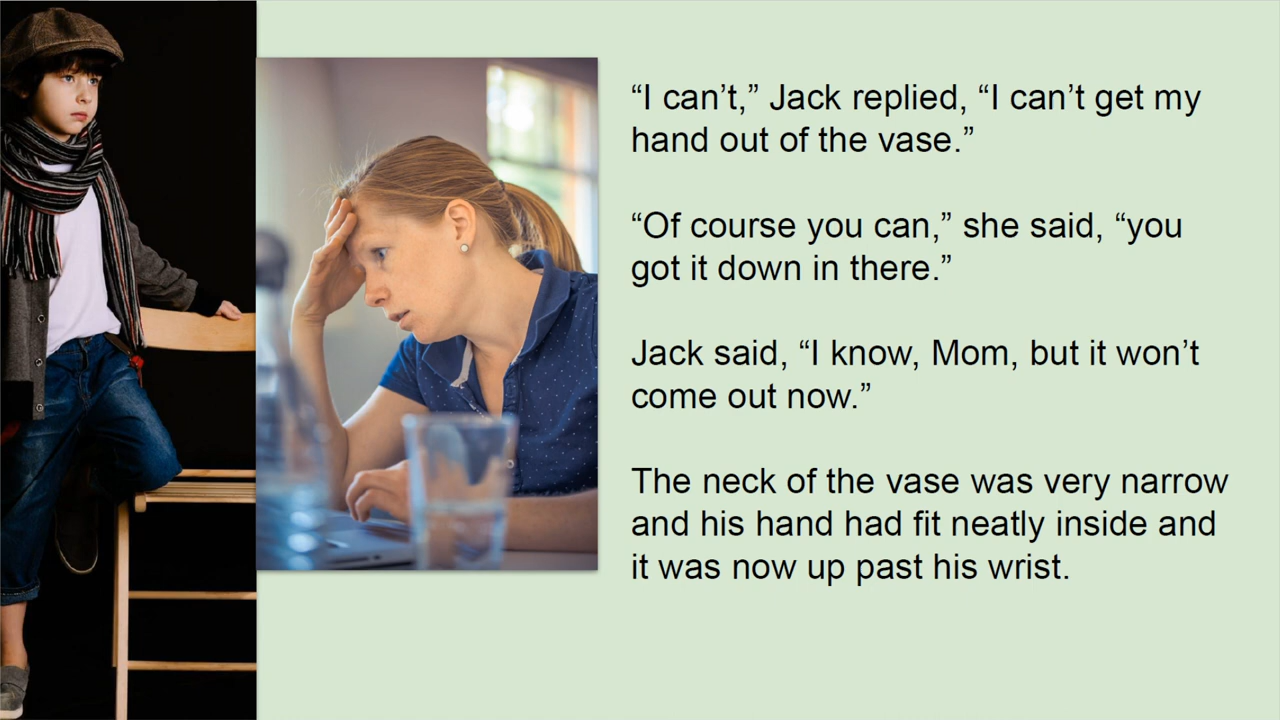 “I can’t,” Jack replied, “I can’t get my
hand out of the vase.”
“Of course you can,” she said, “you
got it down in there.”
Jack said, “I know, Mom, but it won’t
come out now.”
The neck of the vase was very narrow
and his hand had fit neatly inside and
it was now up past his wrist.